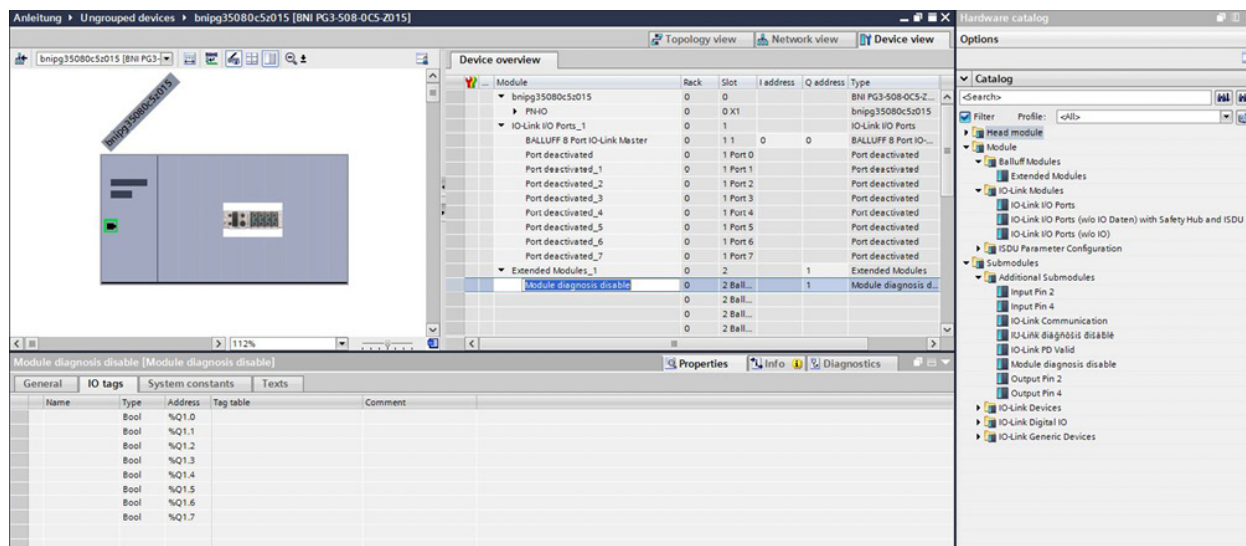 Anleitung ▸ Ungrouped devices ▸ bnipg35080c5z015 [BNI PG3-508-0C5-Z015]
Topology view Network view Device view
bnipg35080c5z015 [BNI PG3-
bnipg35080c5z015
112%
Device overview
... Module Rack Slot I address Q address Type
bnipg35080c5z015 0 0 BNI PG3-508-0C5-Z...
PN-IO 0 0 X1 bnipg35080c5z015
IO-Link I/O Ports_1 0 1 IO-Link I/O Ports
BALLUFF 8 Port IO-Link Master 0 1 1 0 0 BALLUFF 8 Port IO-...
Port deactivated 0 1 Port 0 Port deactivated
Port deactivated_1 0 1 Port 1 Port deactivated
Port deactivated_2 0 1 Port 2 Port deactivated
Port deactivated_3 0 1 Port 3 Port deactivated
Port deactivated_4 0 1 Port 4 Port deactivated
Port deactivated_5 0 1 Port 5 Port deactivated
Port deactivated_6 0 1 Port 6 Port deactivated
Port deactivated_7 0 1 Port 7 Port deactivated
Extended Modules_1 0 2 1 Extended Modules
Module diagnosis disable 0 2 Ball... 1 Module diagnosis d...
0 2 Ball...
0 2 Ball...
0 2 Ball...
Module diagnosis disable [Module diagnosis disable]
Properties Info Diagnostics
General IO tags System constants Texts
Name Type Address Tag table Comment
Bool %Q1.0
Bool %Q1.1
Bool %Q1.2
Bool %Q1.3
Bool %Q1.4
Bool %Q1.5
Bool %Q1.6
Bool %Q1.7
Hardware catalog
Options
Catalog
<Search>
Filter Profile: <All>
Head module
Module
Balluff Modules
Extended Modules
IO-Link Modules
IO-Link I/O Ports
IO-Link I/O Ports (w/o IO Daten) with Safety Hub and ISDU
IO-Link I/O Ports (w/o IO)
ISDU Parameter Configuration
Submodules
Additional Submodules
Input Pin 2
Input Pin 4
IO-Link Communication
IO-Link diagnosis disable
IO-Link PD Valid
Module diagnosis disable
Output Pin 2
Output Pin 4
IO-Link Devices
IO-Link Digital IO
IO-Link Generic Devices